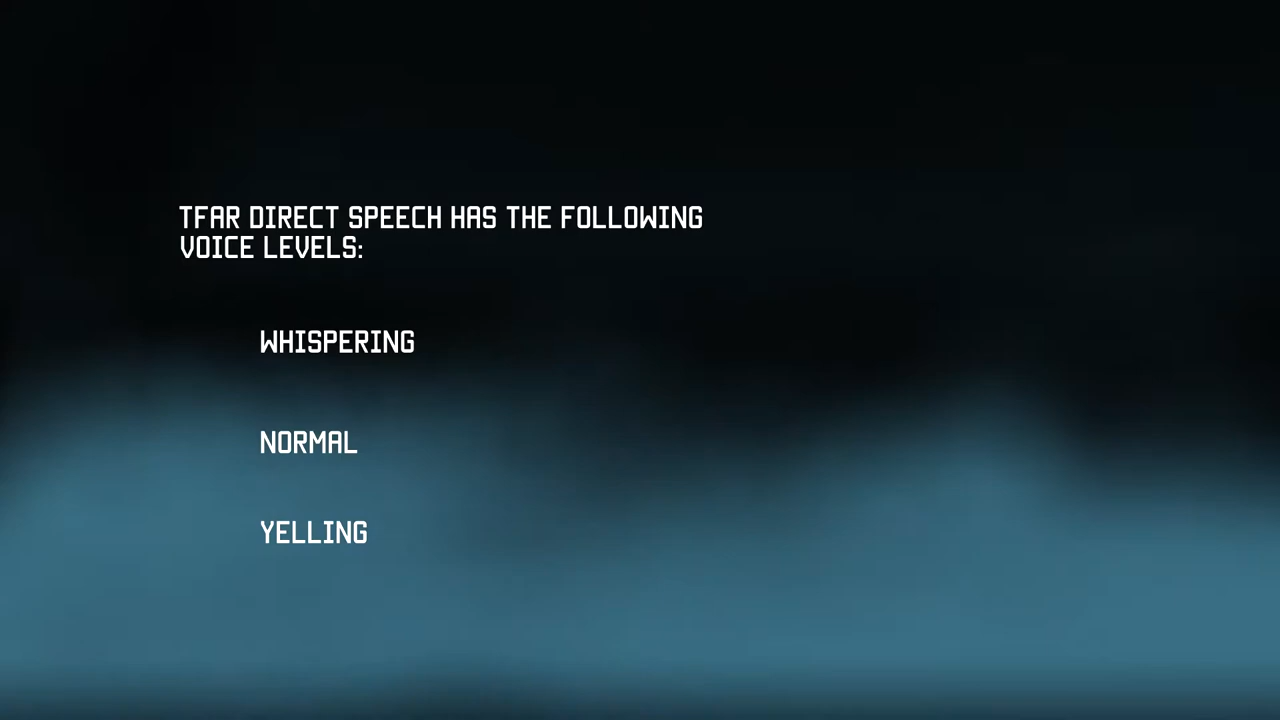 TFAR DIRECT SPEECH HAS THE FOLLOWING
VOICE LEVELS:
WHISPERING
NORMAL
YELLING